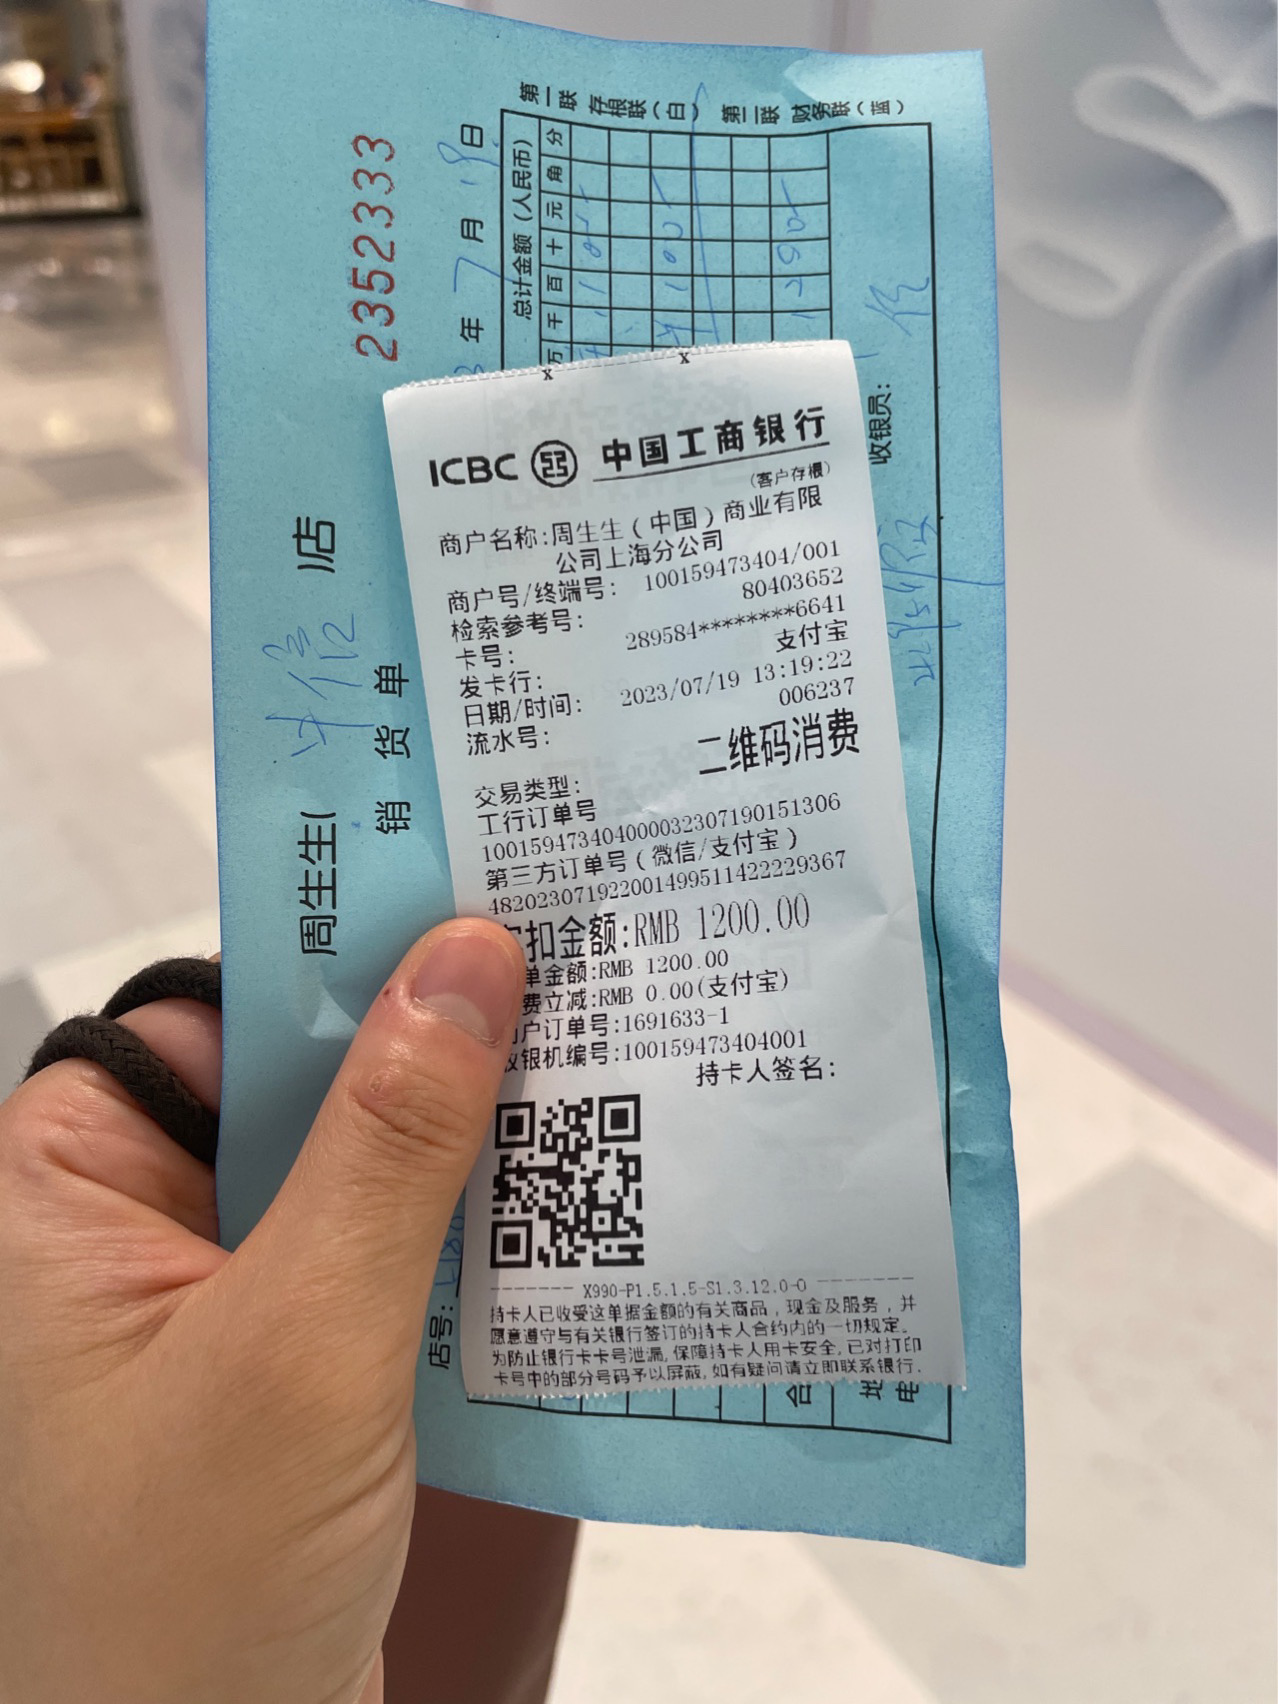 ICBC 中国工商银行
(客户存根)
商户名称:周生生(中国)商业有限
公司上海分公司
商户号/终端号: 100159473404/001
检索参考号: 80403652
卡号: 289584********6641
发卡行: 支付宝
日期/时间: 2023/07/19 13:19:22
流水号: 006237
交易类型: 二维码消费
工行订单号
100159473404000032307190151306
第三方订单号(微信/支付宝)
4820230719220014995114222​29367
扣金额:RMB 1200.00
单金额:RMB 1200.00
费立减:RMB 0.00(支付宝)
户订单号:1691633-1
银机编号:100159473404001
持卡人签名:
X990-P1.5.1.5-S1.3.12.0-0
持卡人已收受这单据金额的有关商品,现金及服务,并
愿意遵守与有关银行签订的持卡人合约内的一切规定。
为防止银行卡卡号泄漏,保障持卡人用卡安全,已对打印
卡号中的部分号码予以屏蔽,如有疑问请立即联系银行.
周生生( 中信 店
销货单
2352333
年 7 月 19 日
店号:
总计金额(人民币)
万 千 百 十 元 角 分
第一联 存根联(白) 第二联 财务联(蓝)
收银员:
合
地
电